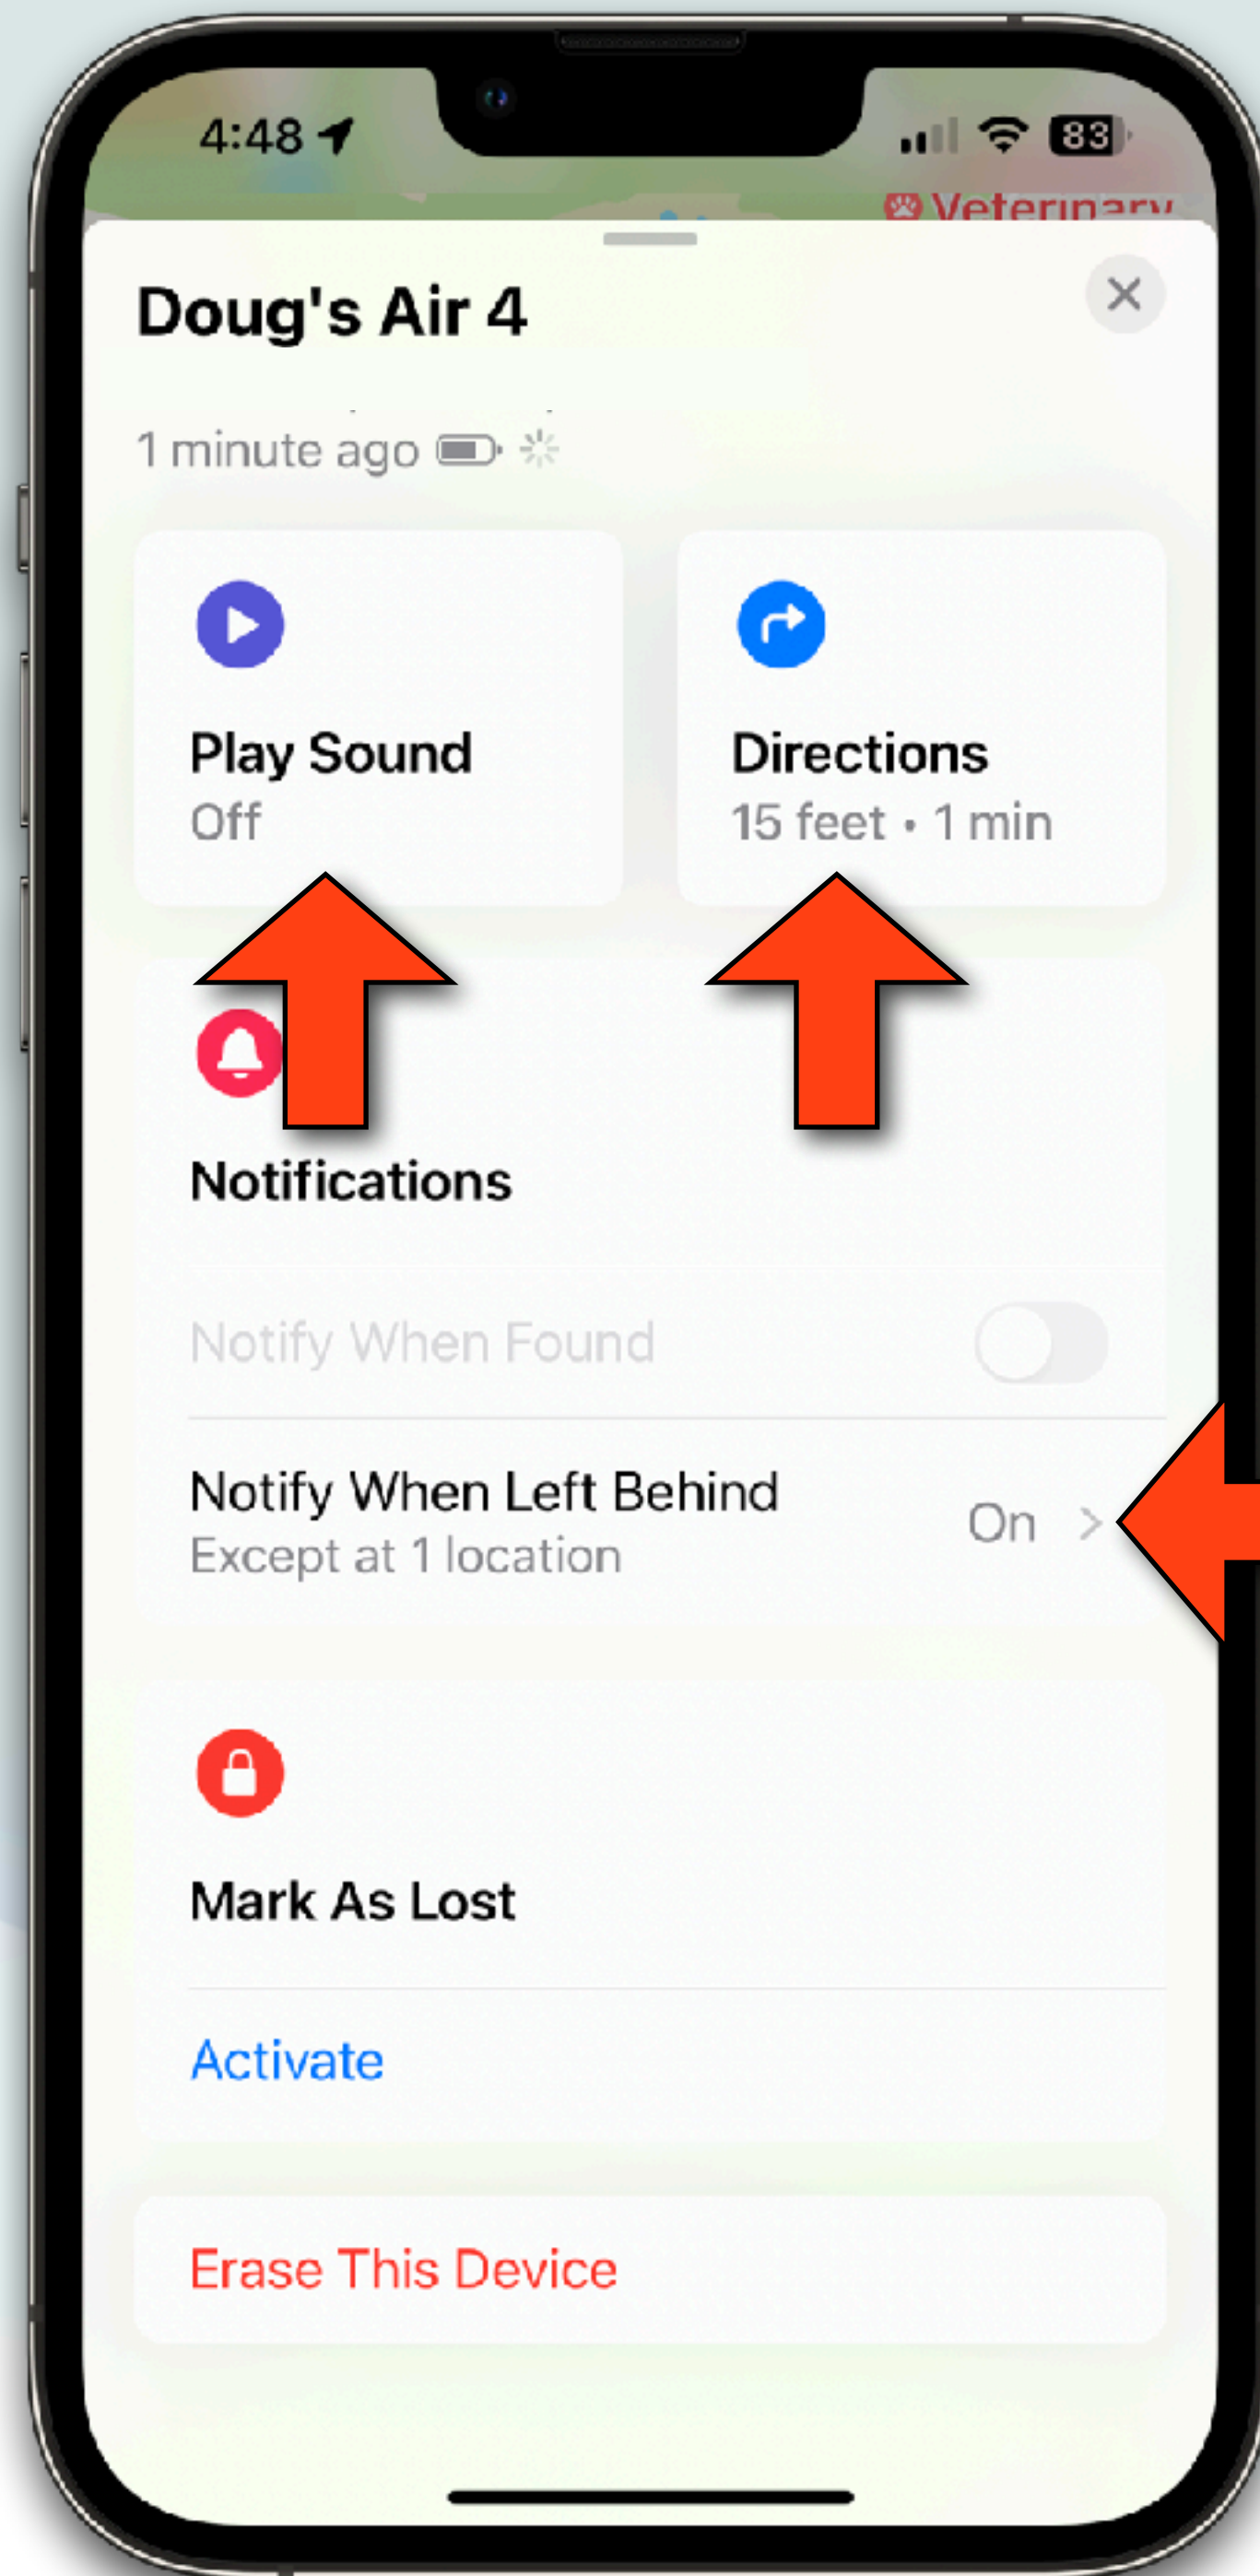 4:48
83
Veterinary
Doug's Air 4
1 minute ago
Play Sound
Off
Directions
15 feet • 1 min
Notifications
Notify When Found
Notify When Left Behind
Except at 1 location
On
Mark As Lost
Activate
Erase This Device